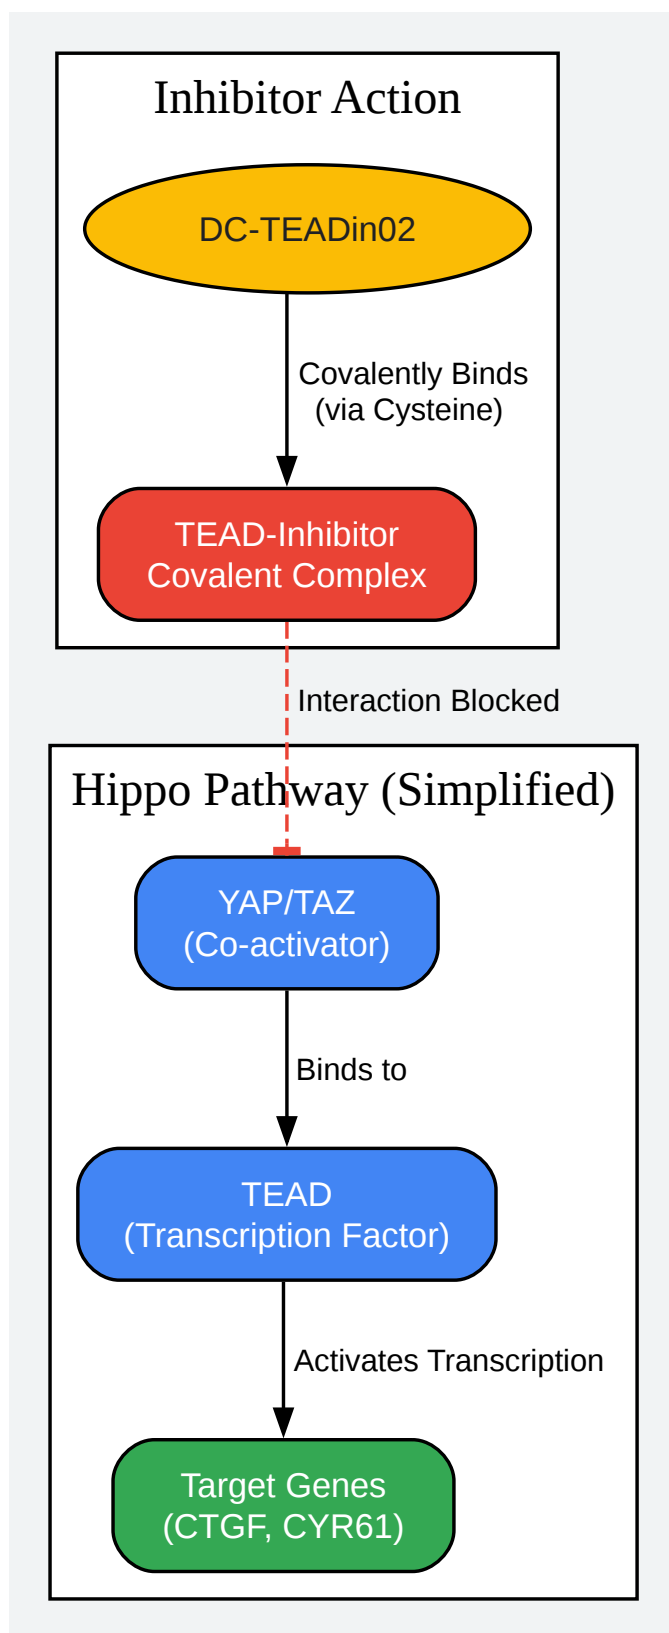 Inhibitor Action
DC-TEADin02
Covalently Binds
(via Cysteine)
TEAD-Inhibitor
Covalent Complex
Interaction Blocked
Hippo Pathway (Simplified)
YAP/TAZ
(Co-activator)
Binds to
TEAD
(Transcription Factor)
Activates Transcription
Target Genes
(CTGF, CYR61)